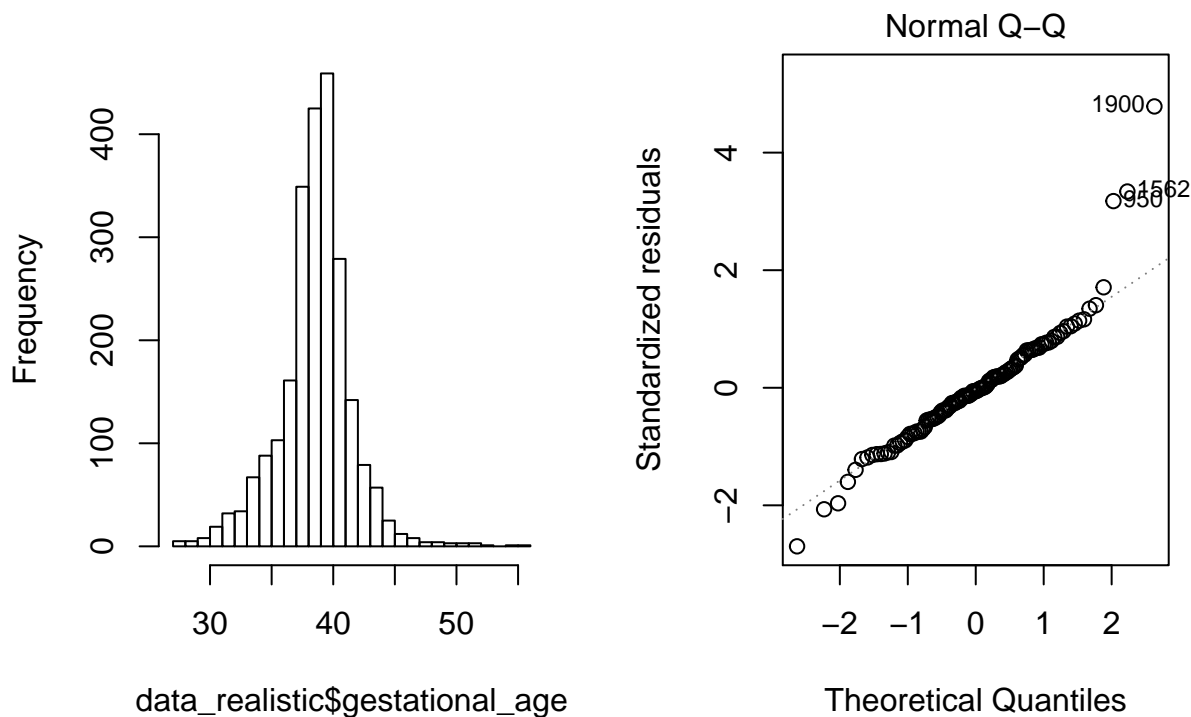 Frequency
0 100 200 300 400
30 40 50
data_realistic$gestational_age
Normal Q−Q
Standardized residuals
−2 0 2 4
1900
1562
950
−2 −1 0 1 2
Theoretical Quantiles